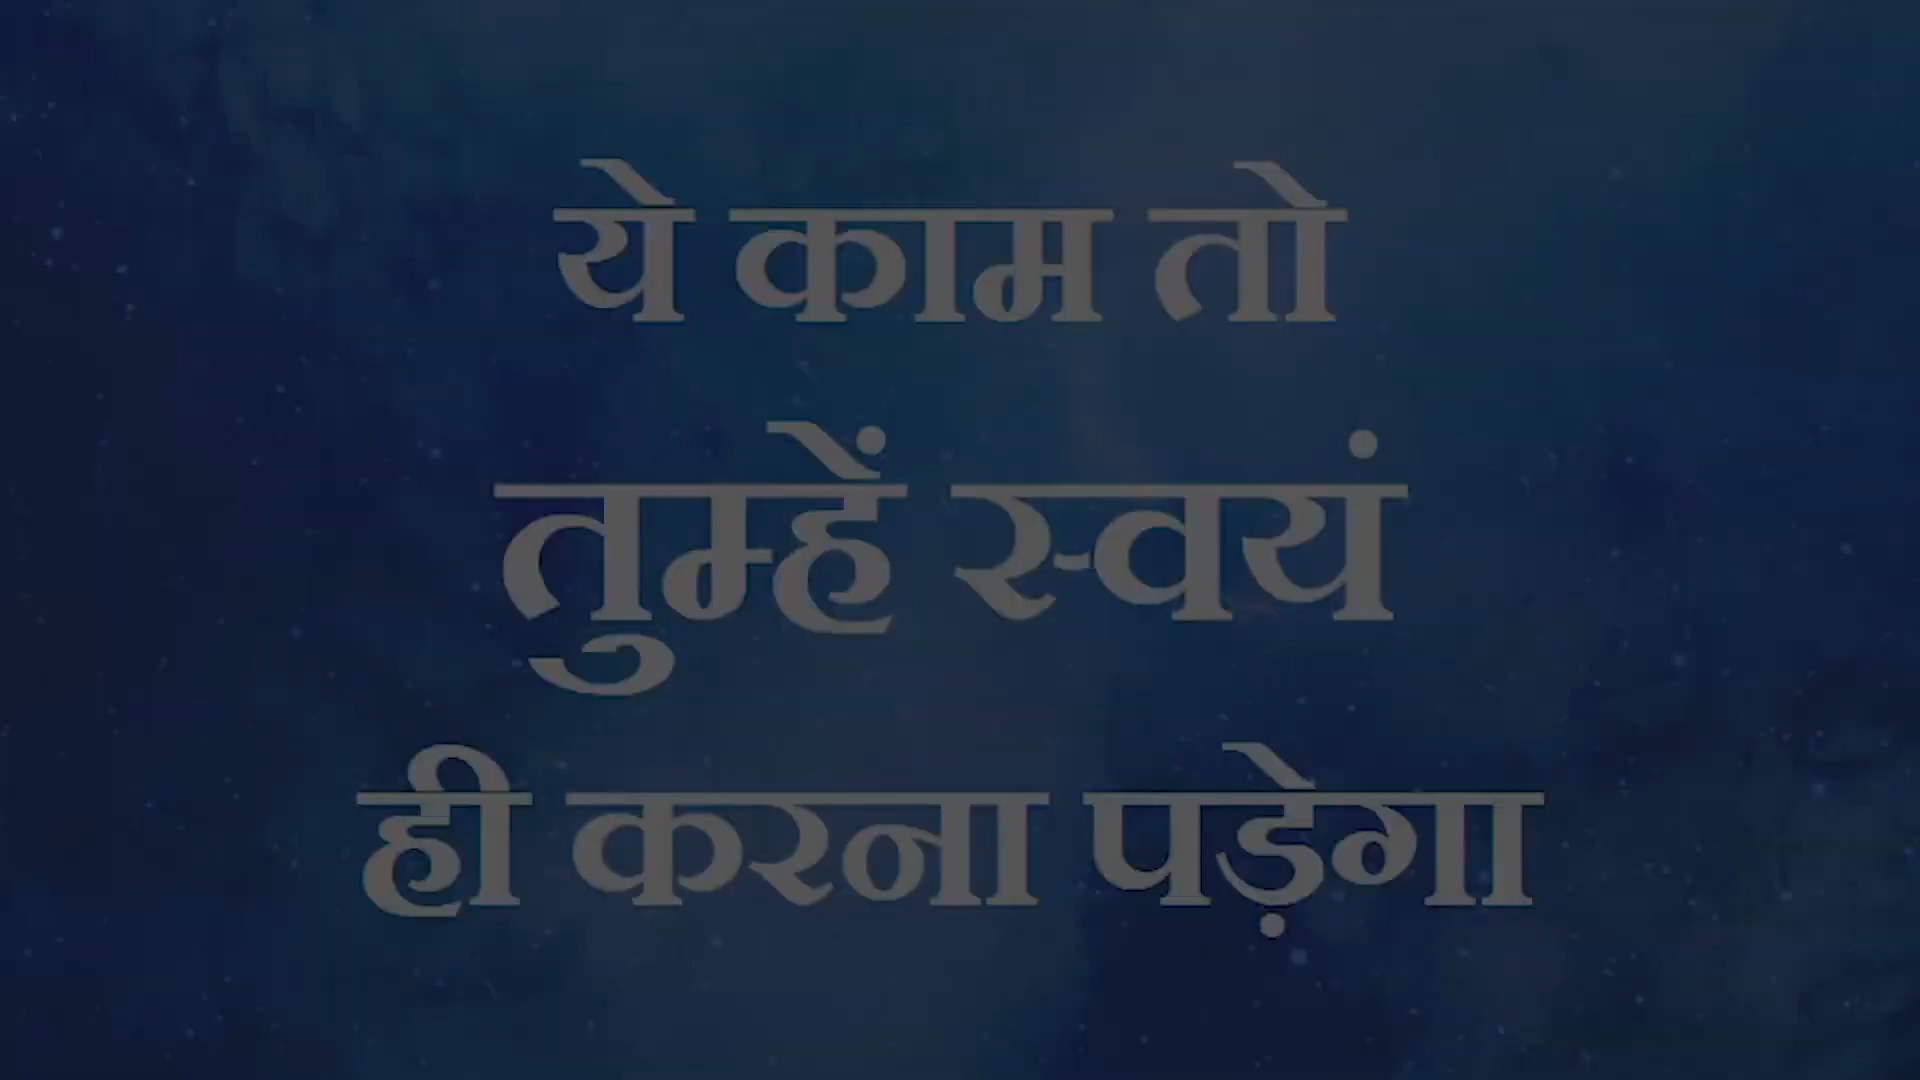 ये काम तो
तुम्हें स्वयं
ही करना पड़ेगा